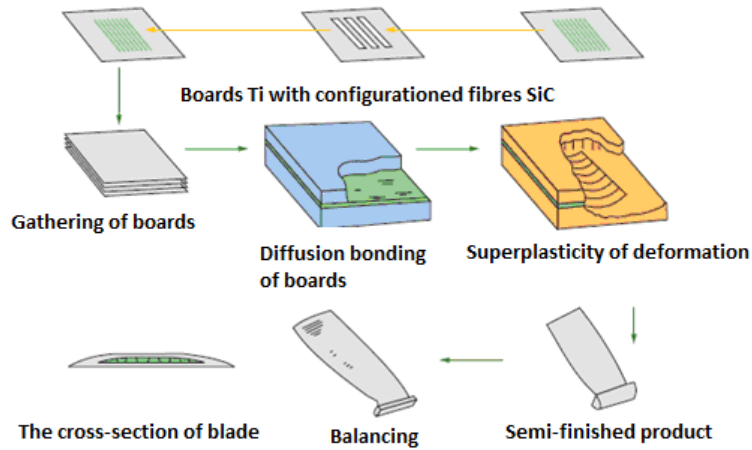 Boards Ti with configurationed fibres SiC
Gathering of boards
Diffusion bonding
of boards
Superplasticity of deformation
The cross-section of blade
Balancing
Semi-finished product